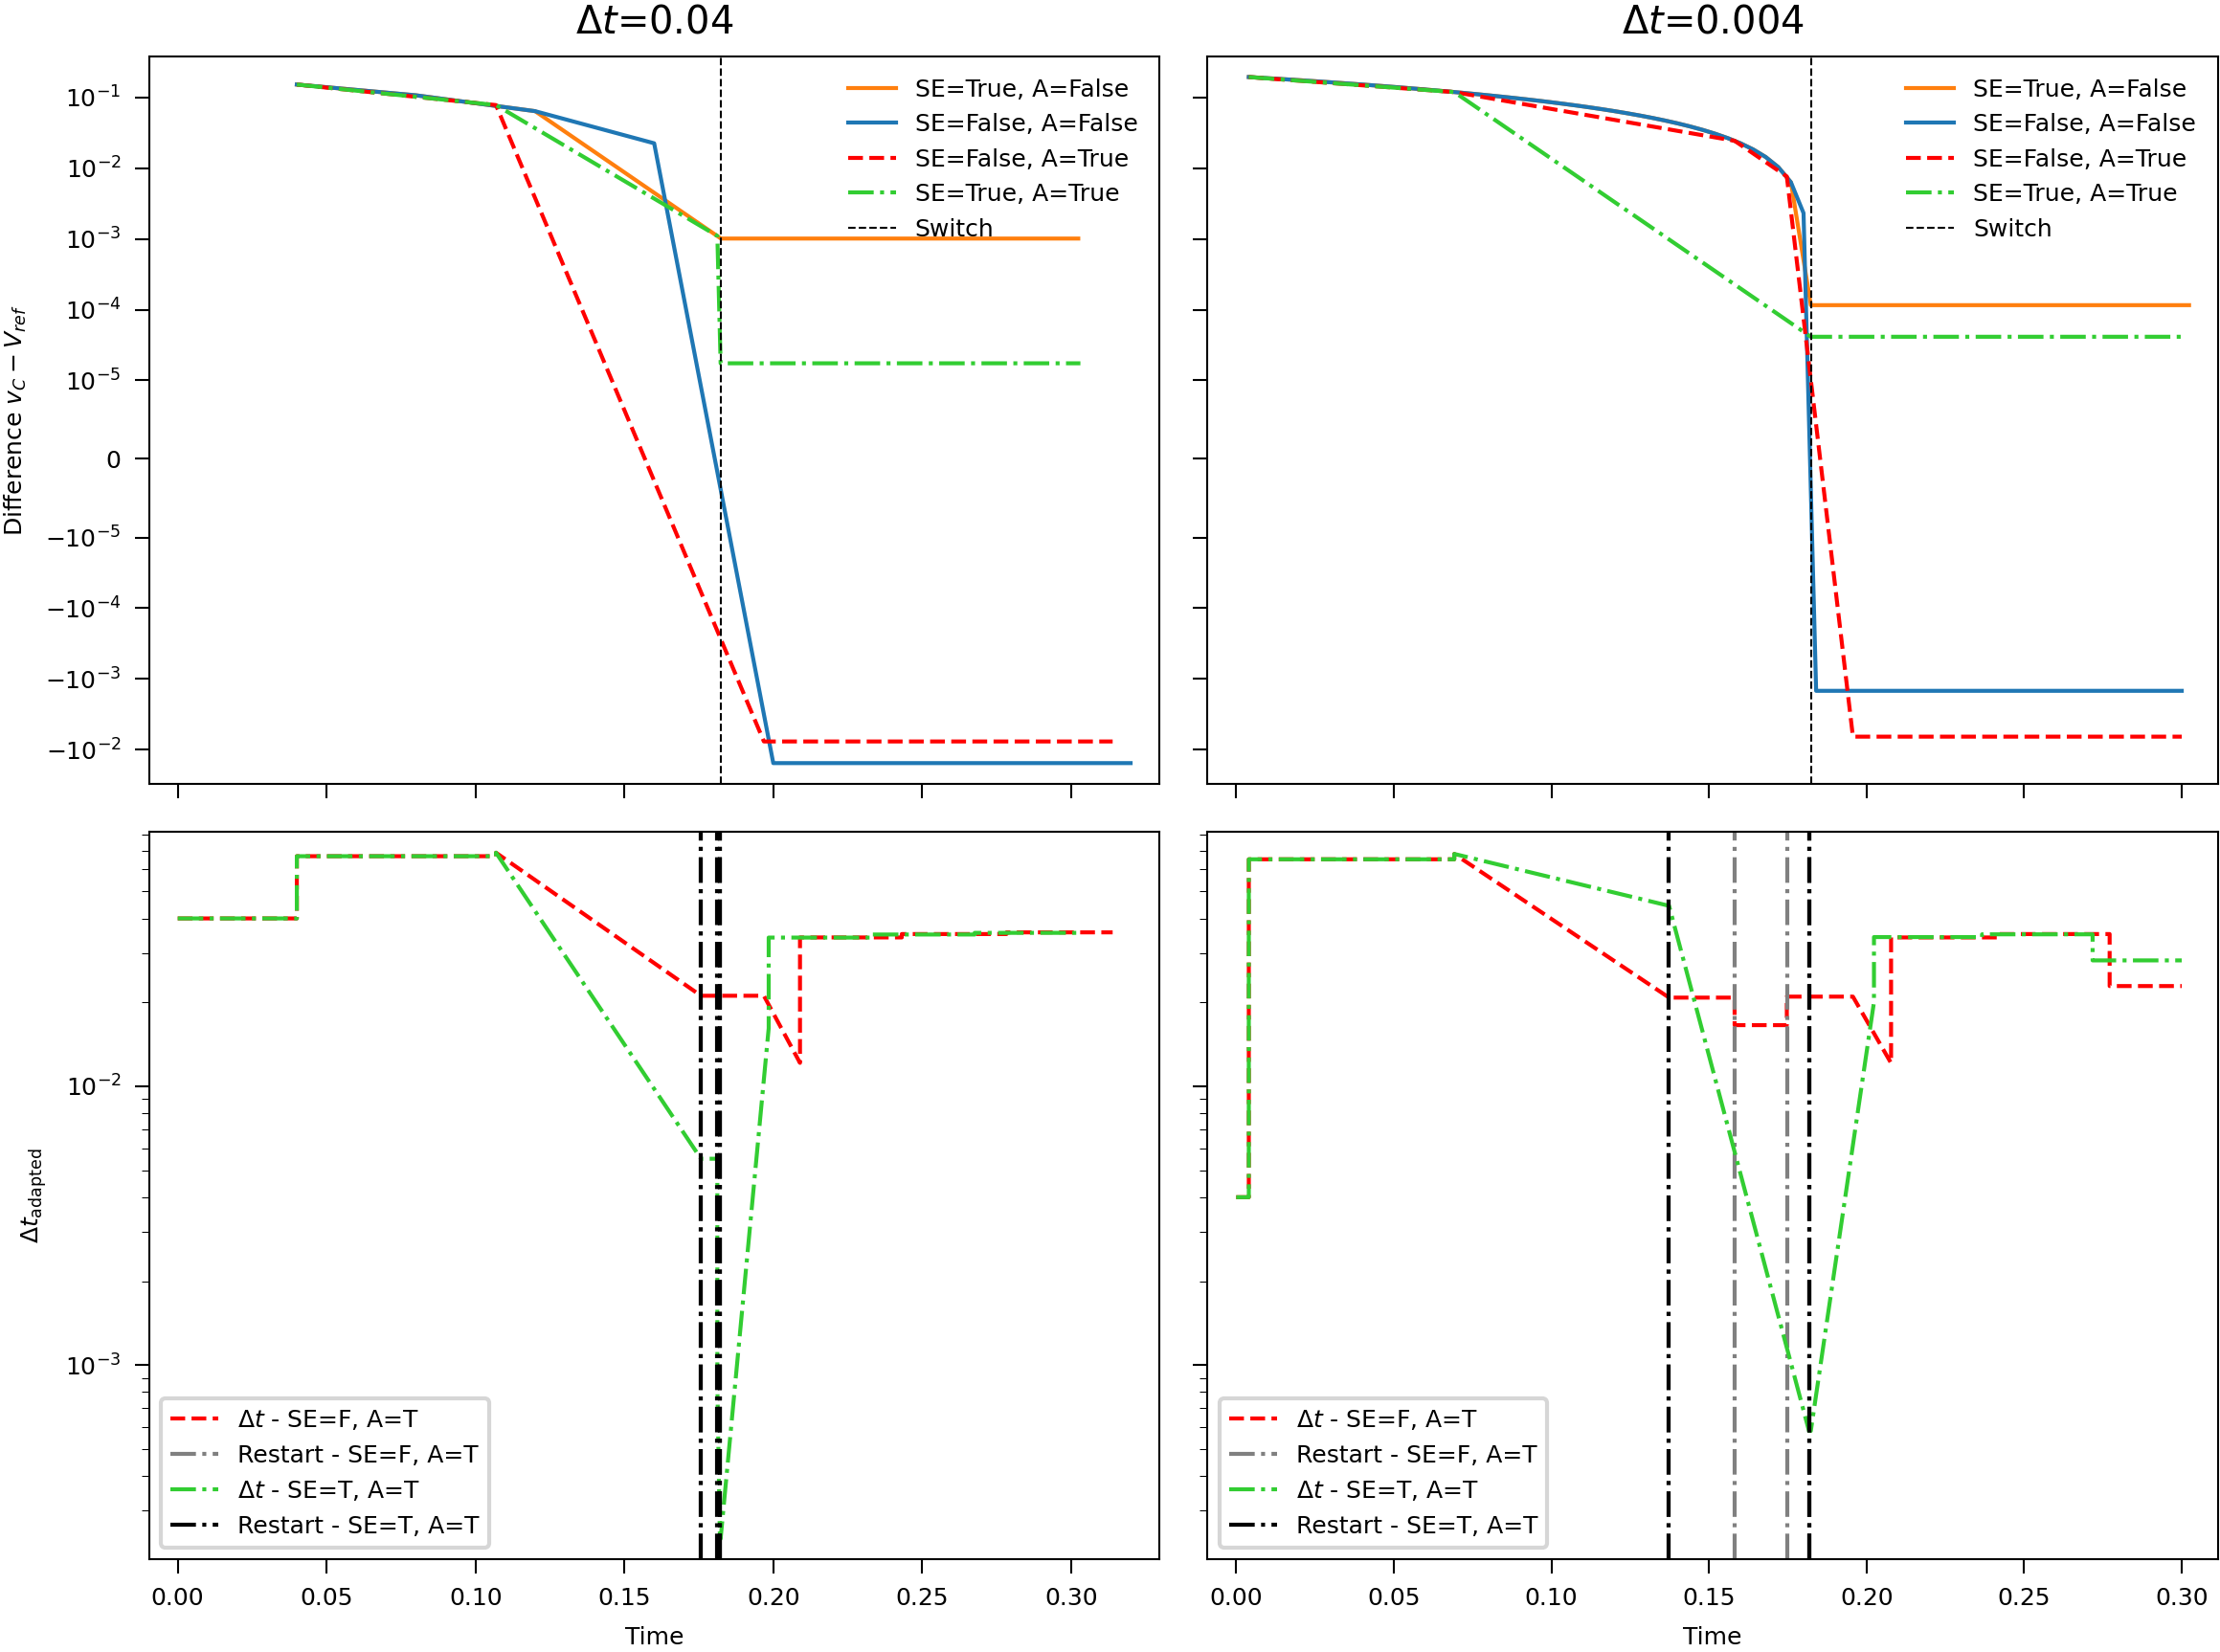 Δt=0.04
Δt=0.004
Difference v_C − V_ref
10⁻¹
10⁻²
10⁻³
10⁻⁴
10⁻⁵
0
−10⁻⁵
−10⁻⁴
−10⁻³
−10⁻²
SE=True, A=False
SE=False, A=False
SE=False, A=True
SE=True, A=True
Switch
SE=True, A=False
SE=False, A=False
SE=False, A=True
SE=True, A=True
Switch
Δt_adapted
10⁻²
10⁻³
Δt - SE=F, A=T
Restart - SE=F, A=T
Δt - SE=T, A=T
Restart - SE=T, A=T
Δt - SE=F, A=T
Restart - SE=F, A=T
Δt - SE=T, A=T
Restart - SE=T, A=T
0.00 0.05 0.10 0.15 0.20 0.25 0.30
Time
0.00 0.05 0.10 0.15 0.20 0.25 0.30
Time